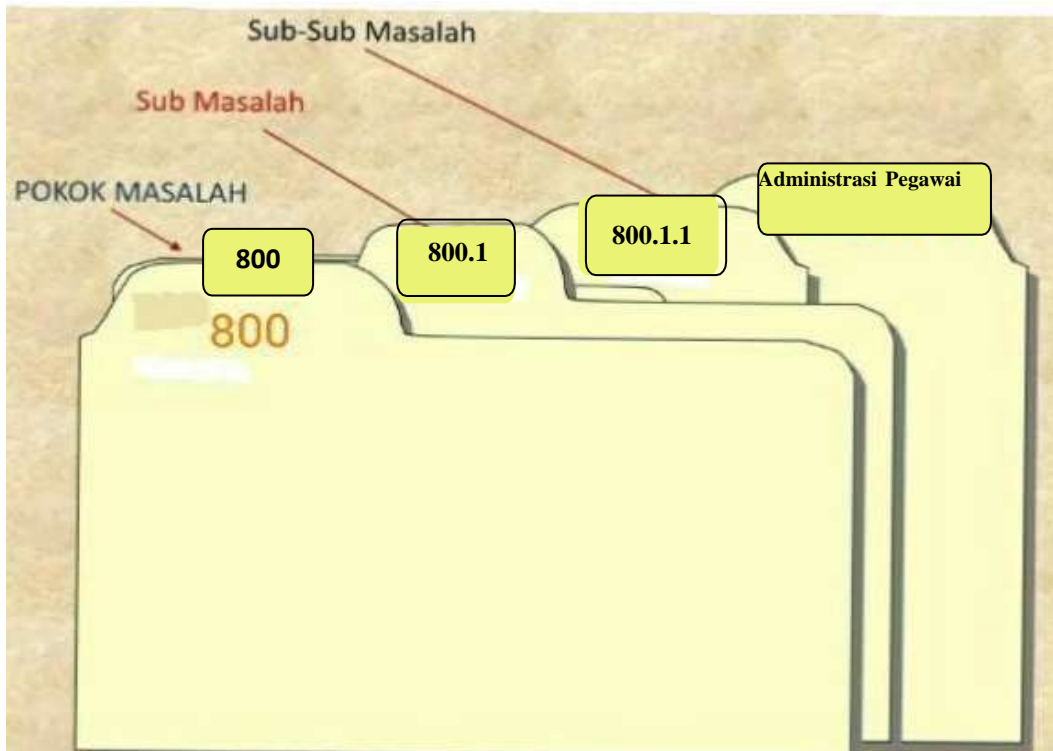 Sub-Sub Masalah
Sub Masalah
POKOK MASALAH
Administrasi Pegawai
800
800.1
800.1.1
800